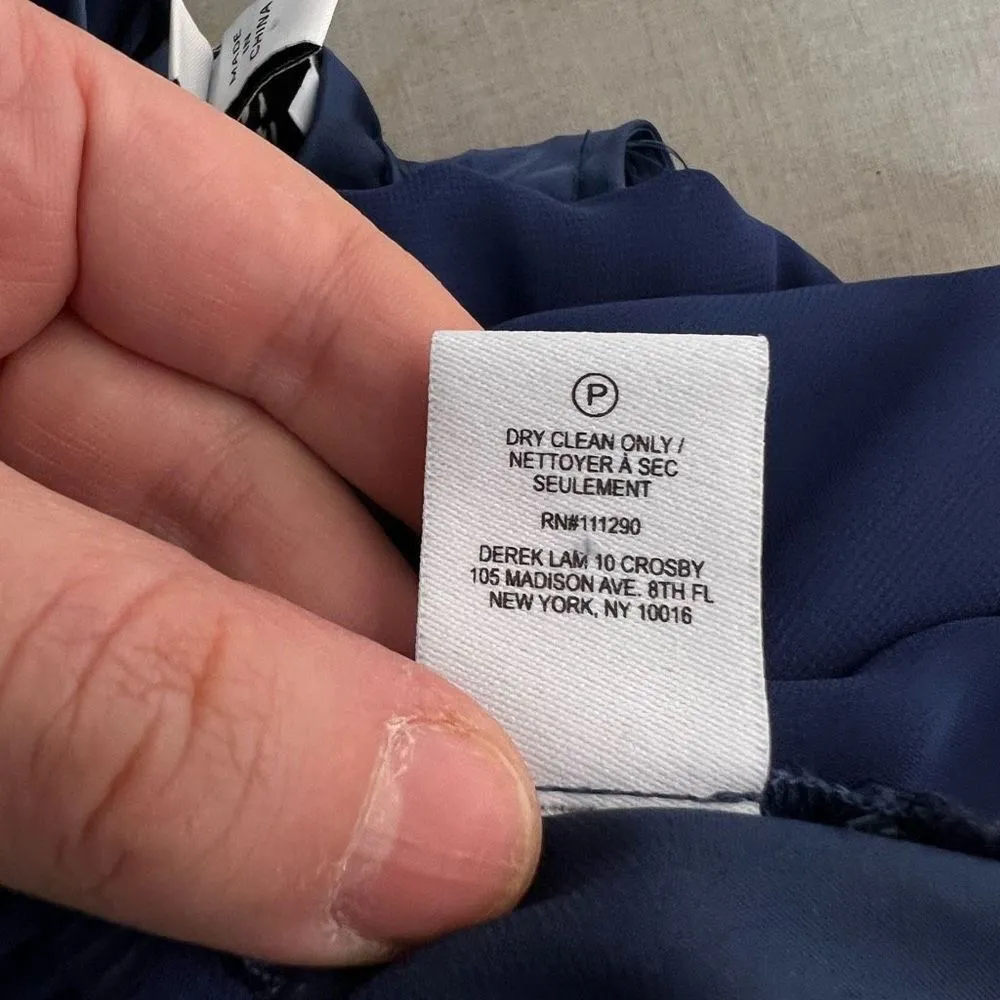 MADE
IN
CHINA
P
DRY CLEAN ONLY /
NETTOYER À SEC
SEULEMENT
RN#111290
DEREK LAM 10 CROSBY
105 MADISON AVE. 8TH FL
NEW YORK, NY 10016